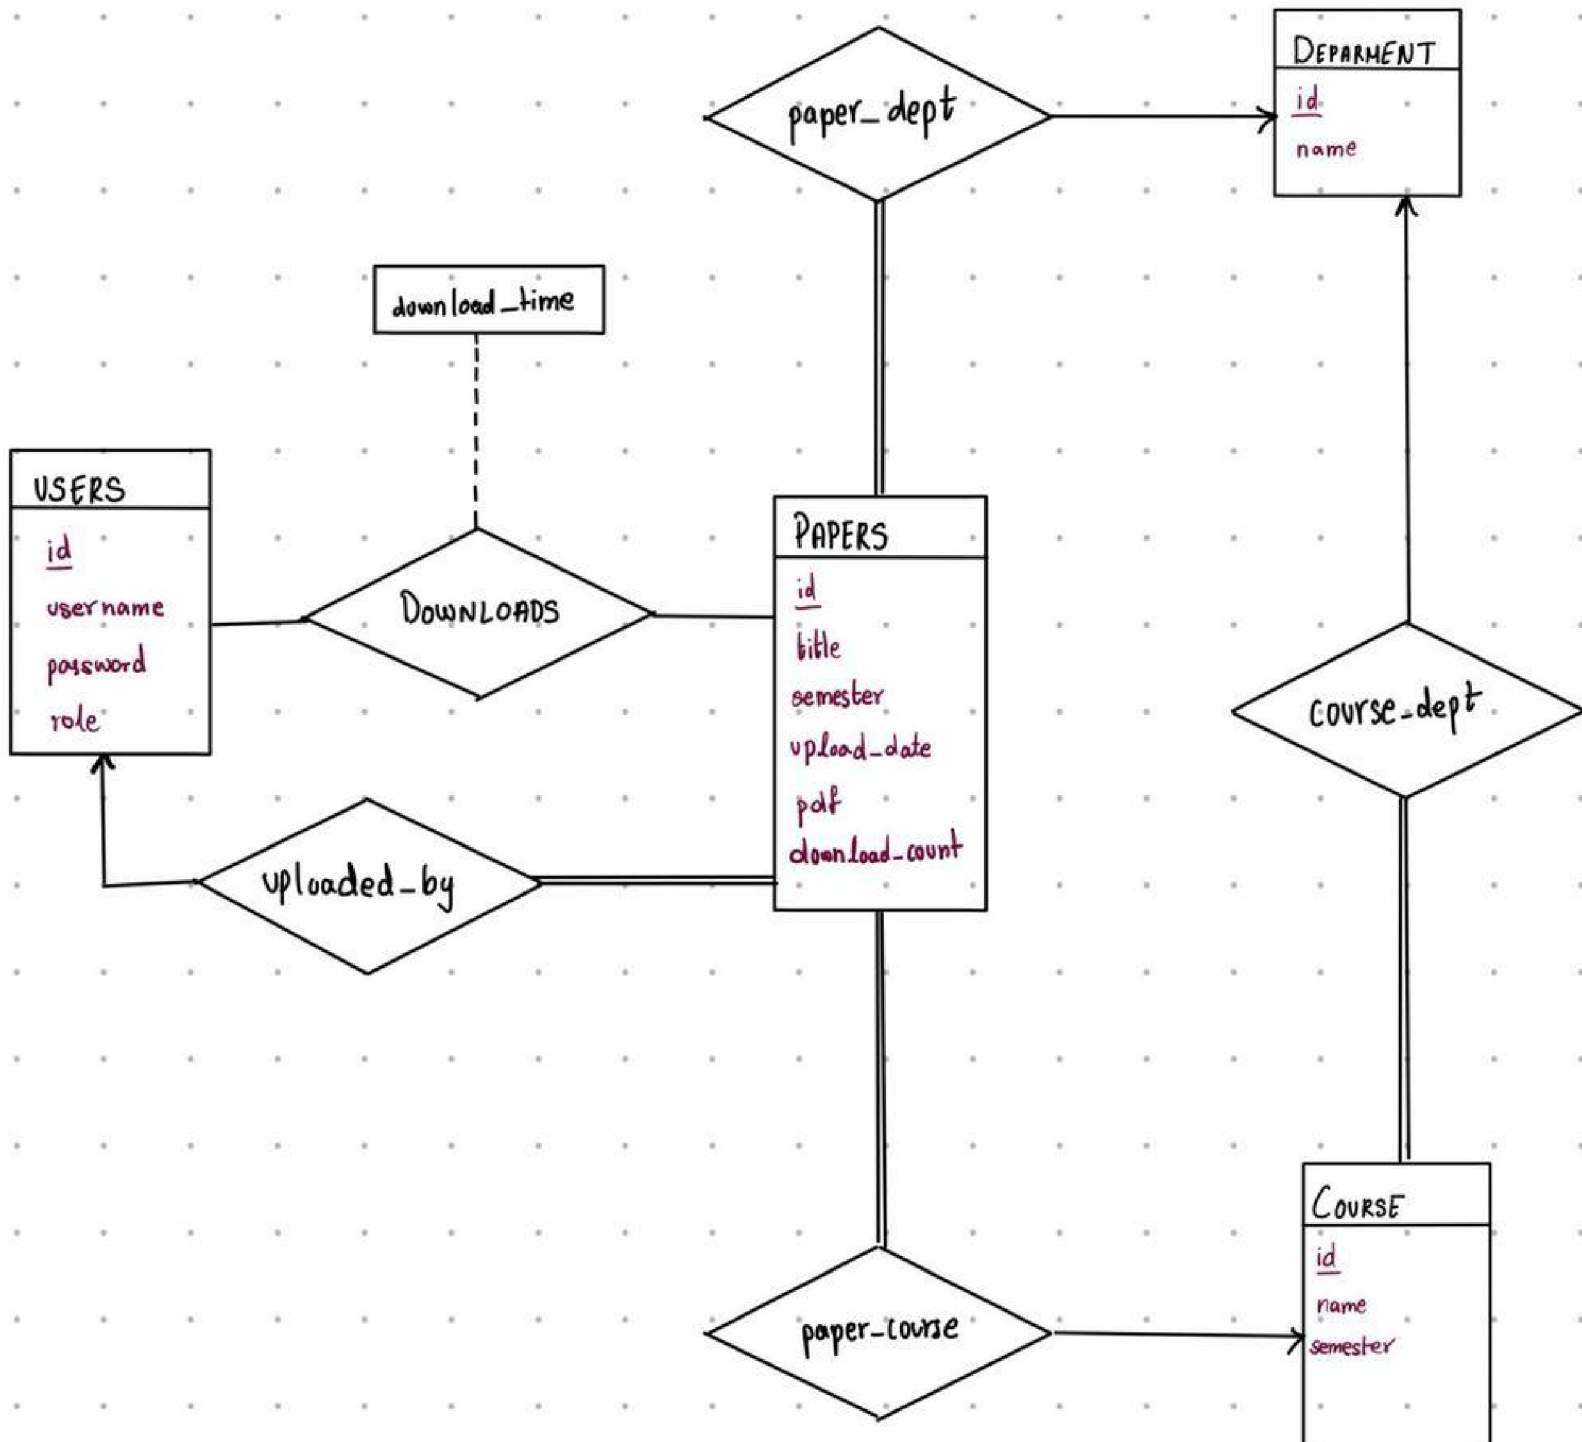 paper_dept
DEPARMENT
id
name
download_time
USERS
id
username
password
role
DOWNLOADS
PAPERS
id
title
semester
upload_date
pdf
download_count
course_dept
uploaded_by
COURSE
id
name
semester
paper_course